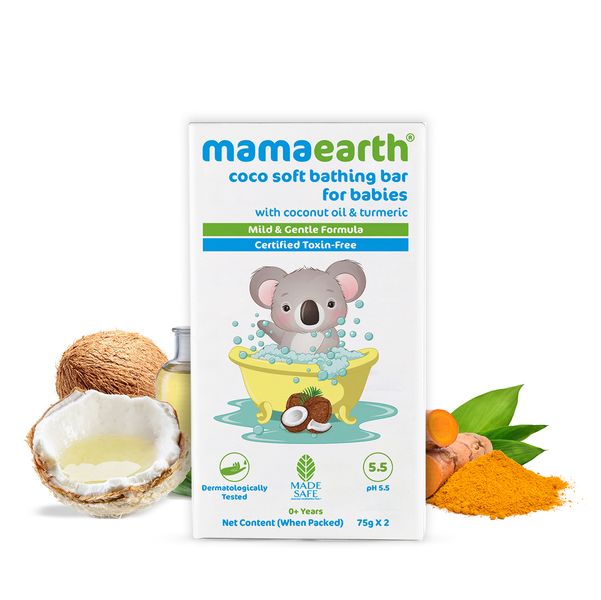 mamaearth®
coco soft bathing bar
for babies
with coconut oil & turmeric
Mild & Gentle Formula
Certified Toxin-Free
Dermatologically
Tested
MADE
SAFE
5.5
pH 5.5
0+ Years
Net Content (When Packed) 75g X 2